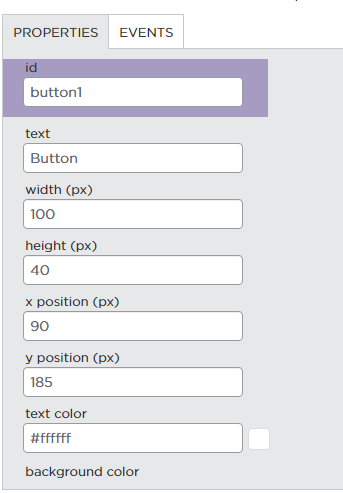 PROPERTIES EVENTS
id
button1
text
Button
width (px)
100
height (px)
40
x position (px)
90
y position (px)
185
text color
#ffffff
background color